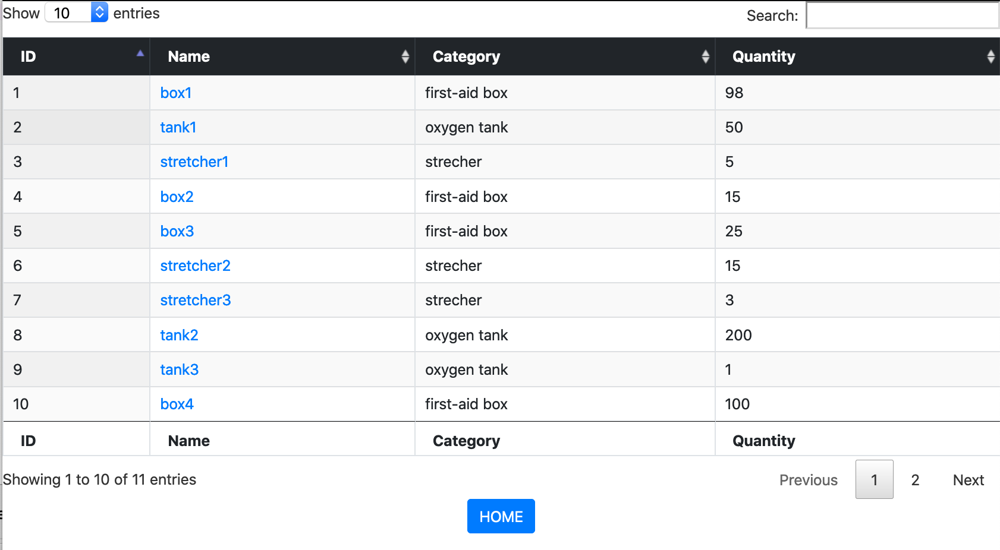 Show 10 entries Search:
ID Name Category Quantity
1 box1 first-aid box 98
2 tank1 oxygen tank 50
3 stretcher1 strecher 5
4 box2 first-aid box 15
5 box3 first-aid box 25
6 stretcher2 strecher 15
7 stretcher3 strecher 3
8 tank2 oxygen tank 200
9 tank3 oxygen tank 1
10 box4 first-aid box 100
ID Name Category Quantity
Showing 1 to 10 of 11 entries Previous 1 2 Next
HOME